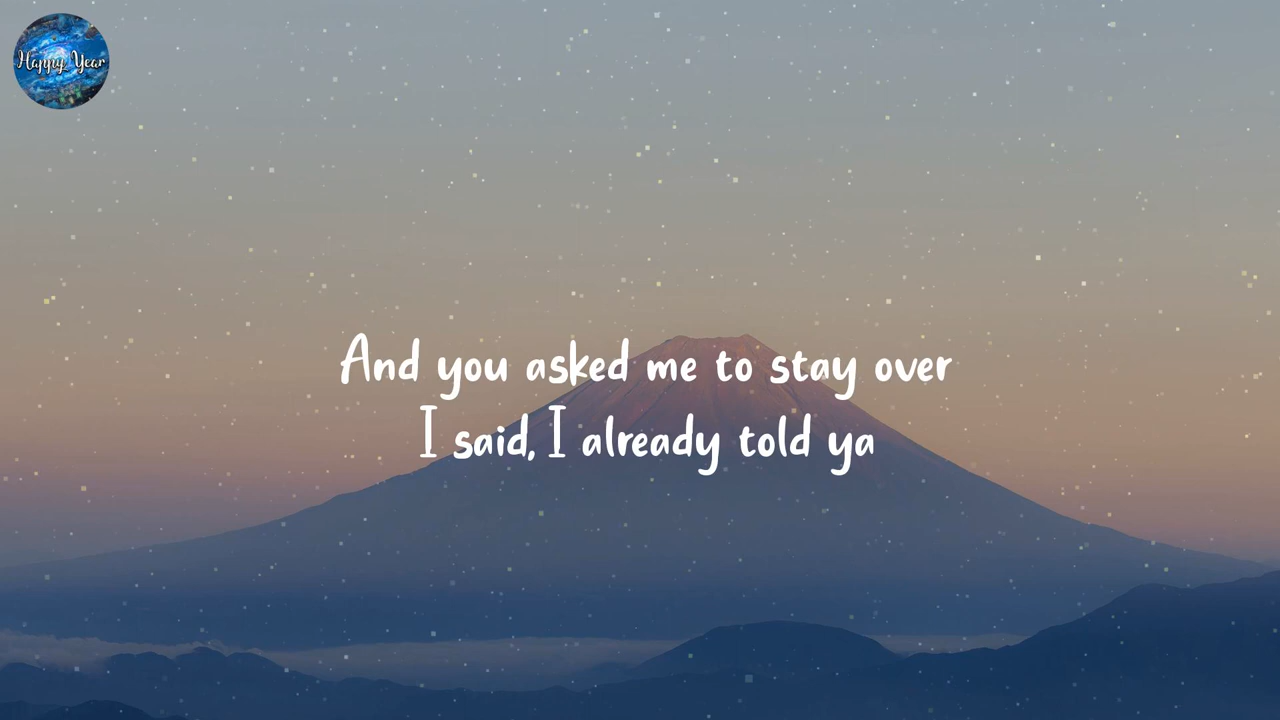 Happy Year
And you asked me to stay over
I said, I already told ya